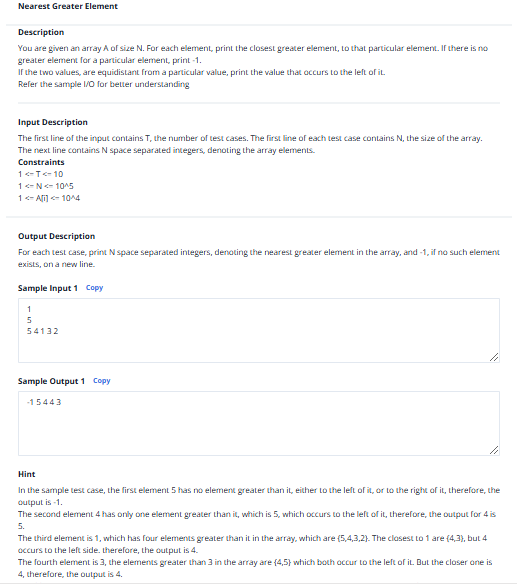 Nearest Greater Element
Description
You are given an array A of size N. For each element, print the closest greater element, to that particular element. If there is no
greater element for a particular element, print -1.
If the two values, are equidistant from a particular value, print the value that occurs to the left of it.
Refer the sample I/O for better understanding
Input Description
The first line of the input contains T, the number of test cases. The first line of each test case contains N, the size of the array.
The next line contains N space separated integers, denoting the array elements.
Constraints
1 <= T <= 10
1 <= N <= 10^5
1 <= A[i] <= 10^4
Output Description
For each test case, print N space separated integers, denoting the nearest greater element in the array, and -1, if no such element
exists, on a new line.
Sample Input 1 Copy
1
5
5 4 1 3 2
Sample Output 1 Copy
-1 5 4 4 3
Hint
In the sample test case, the first element 5 has no element greater than it, either to the left of it, or to the right of it, therefore, the
output is -1.
The second element 4 has only one element greater than it, which is 5, which occurs to the left of it, therefore, the output for 4 is
5.
The third element is 1, which has four elements greater than it in the array, which are {5,4,3,2}. The closest to 1 are {4,3}, but 4
occurs to the left side. therefore, the output is 4.
The fourth element is 3, the elements greater than 3 in the array are {4,5} which both occur to the left of it. But the closer one is
4, therefore, the output is 4.